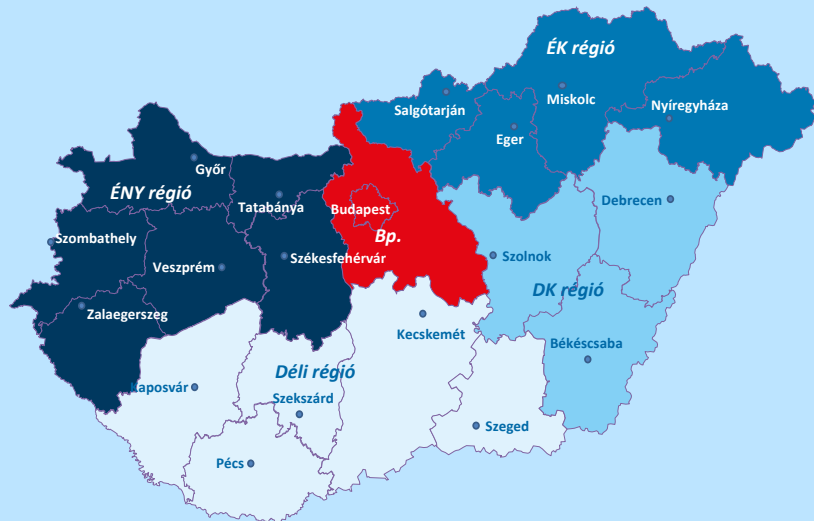 ÉK régió
Salgótarján
Miskolc
Nyíregyháza
Eger
Győr
ÉNY régió
Tatabánya
Debrecen
Budapest
Szombathely
Bp.
Székesfehérvár
Szolnok
Veszprém
DK régió
Zalaegerszeg
Kecskemét
Békéscsaba
Déli régió
Kaposvár
Szekszárd
Szeged
Pécs